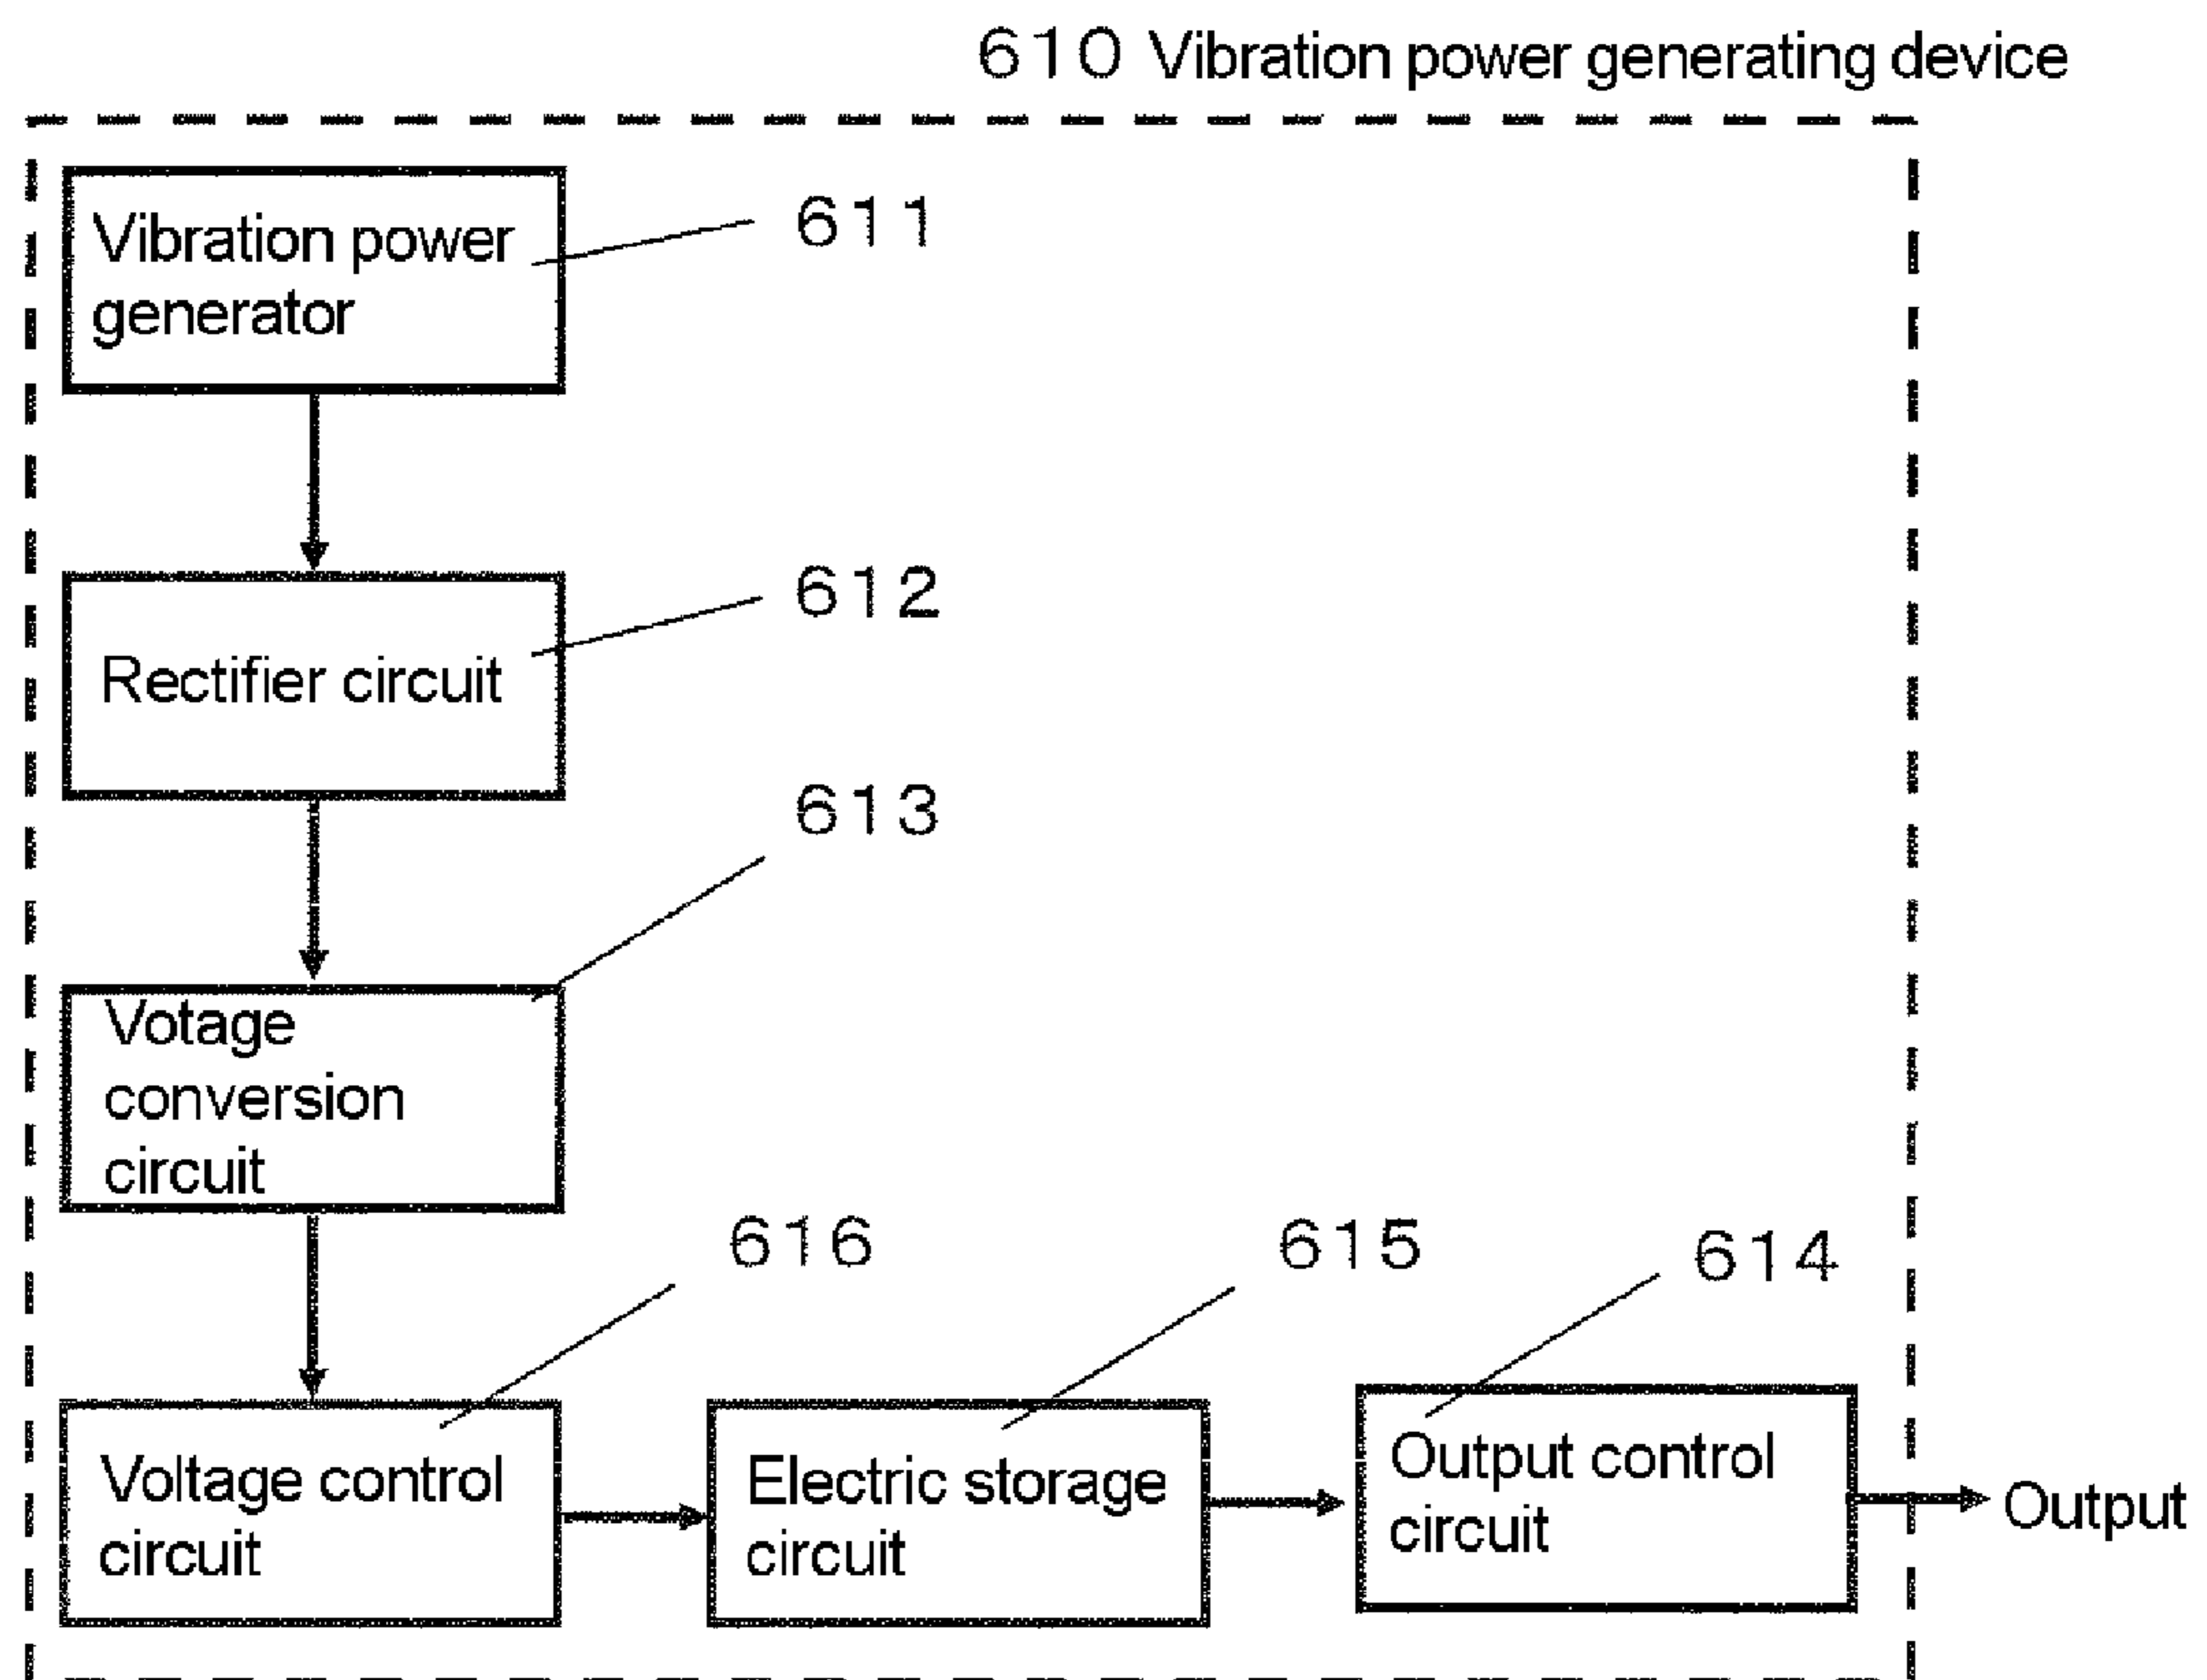 610 Vibration power generating device
Vibration power
generator
611
Rectifier circuit
612
613
Votage
conversion
circuit
616
615
614
Voltage control
circuit
Electric storage
circuit
Output control
circuit
Output